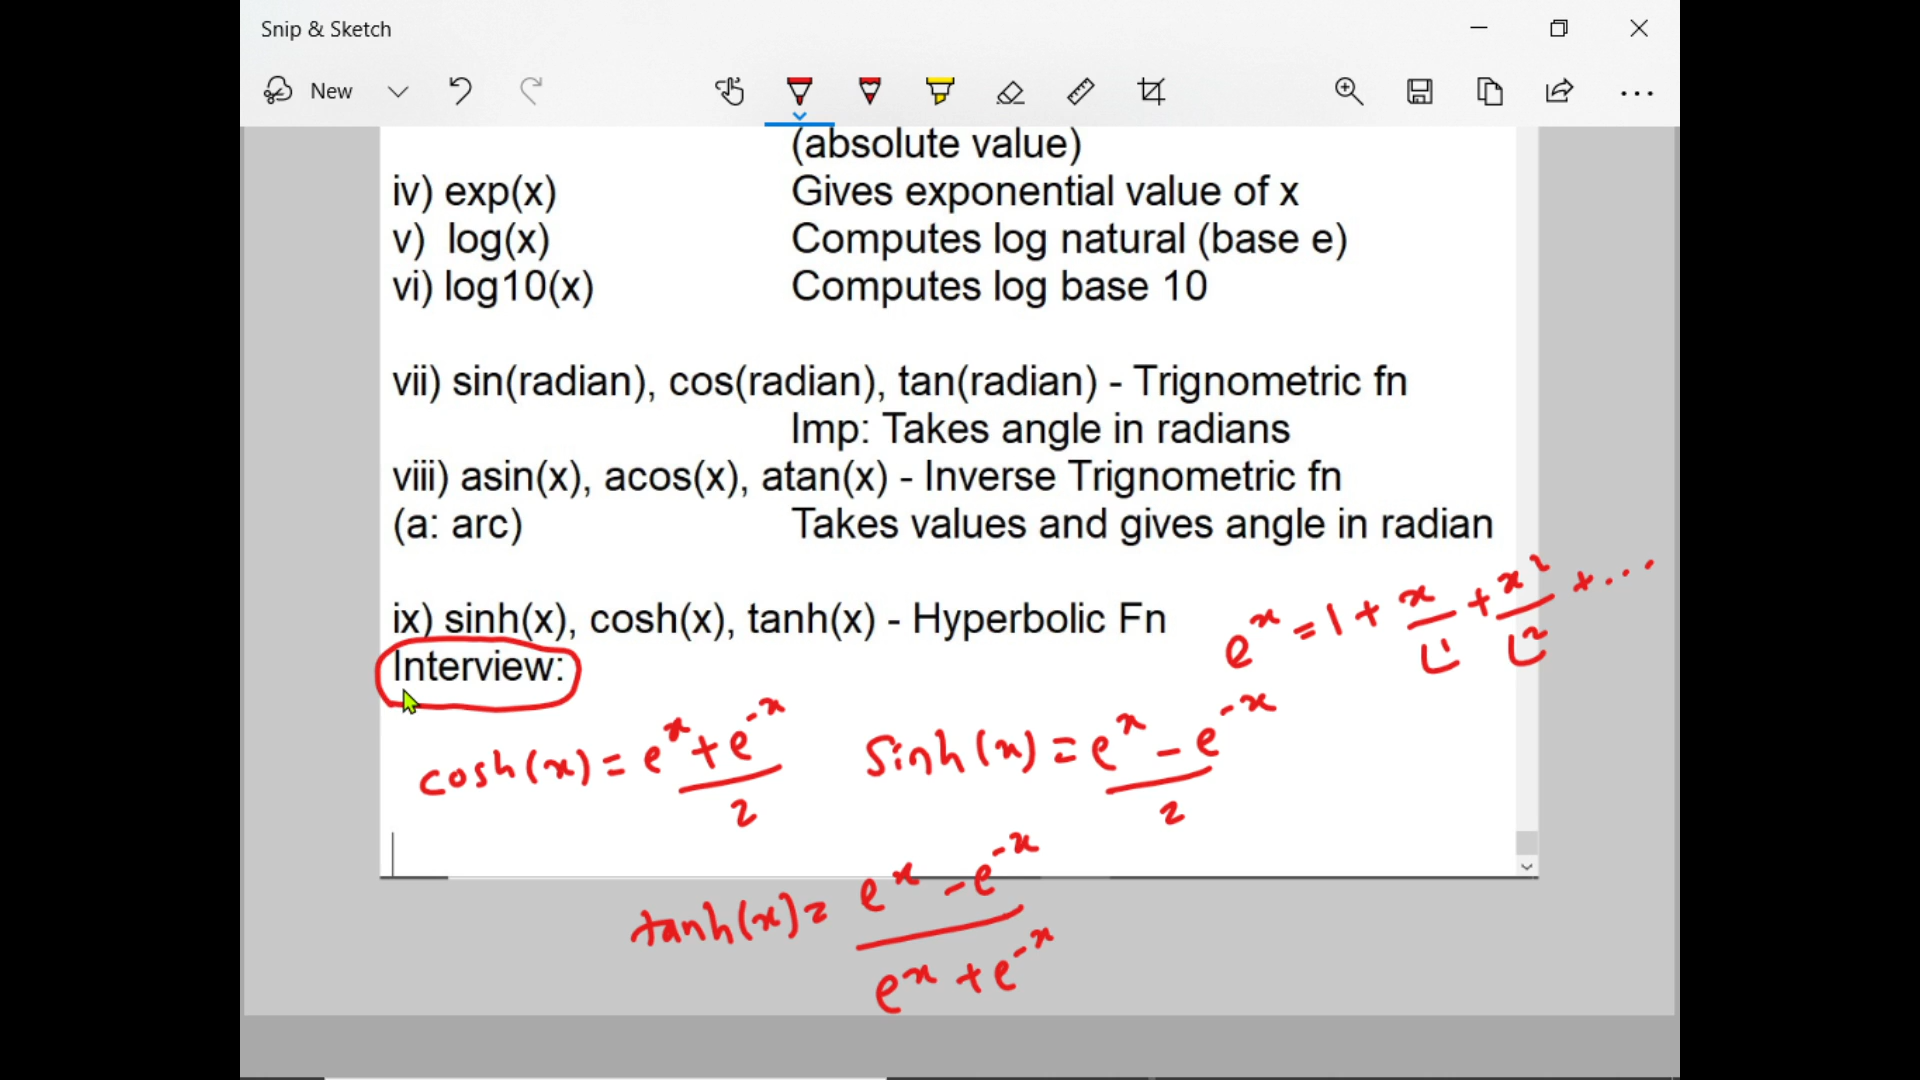 Snip & Sketch
New
(absolute value)
iv) exp(x) Gives exponential value of x
v) log(x) Computes log natural (base e)
vi) log10(x) Computes log base 10
vii) sin(radian), cos(radian), tan(radian) - Trignometric fn
Imp: Takes angle in radians
viii) asin(x), acos(x), atan(x) - Inverse Trignometric fn
(a: arc) Takes values and gives angle in radian
ix) sinh(x), cosh(x), tanh(x) - Hyperbolic Fn
e^x = 1 + x/∟1 + x^2/∟2 + ...
Interview:
cosh(x) = e^x + e^-x / 2 Sinh(x) = e^x - e^-x / 2
tanh(x) = e^x - e^-x / e^x + e^-x